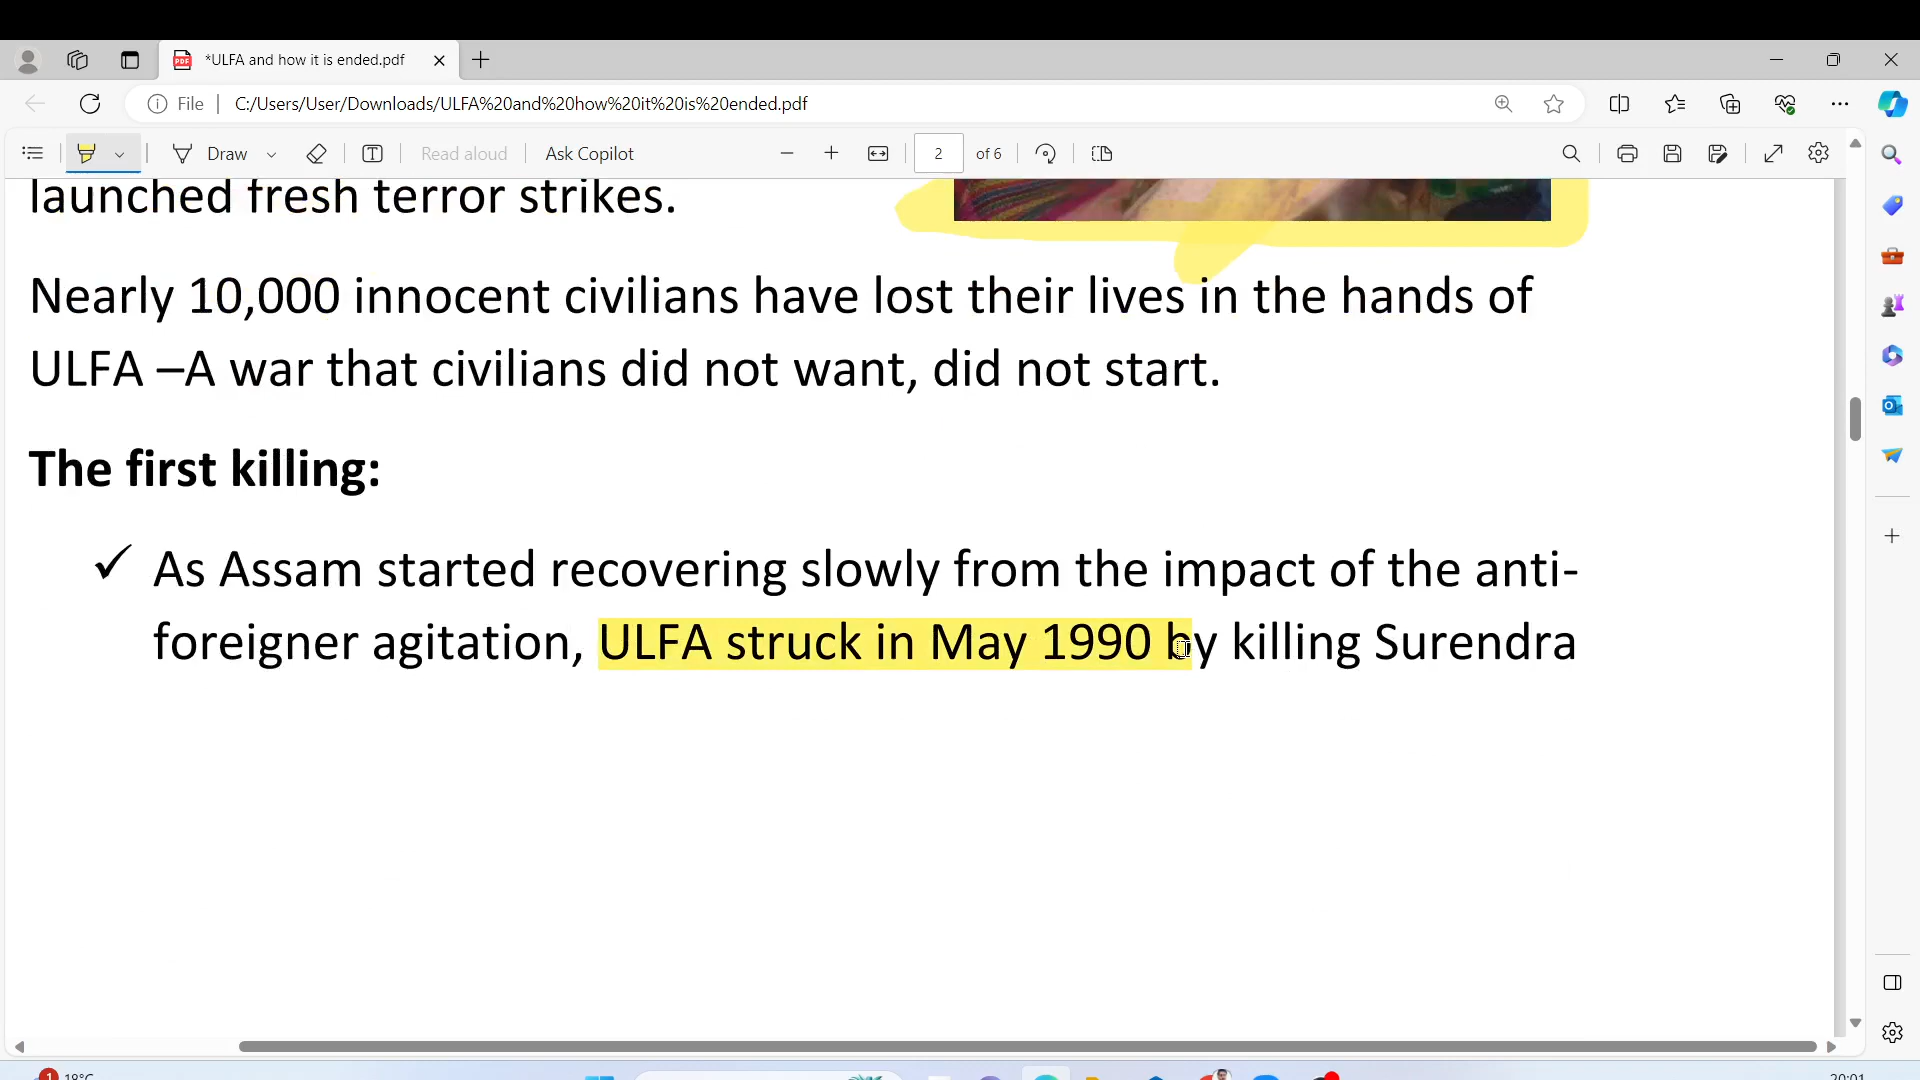 *ULFA and how it is ended.pdf
File C:/Users/User/Downloads/ULFA%20and%20how%20it%20is%20ended.pdf
Draw Read aloud Ask Copilot 2 of 6
launched fresh terror strikes.
Nearly 10,000 innocent civilians have lost their lives in the hands of
ULFA –A war that civilians did not want, did not start.
The first killing:
✓ As Assam started recovering slowly from the impact of the anti-
foreigner agitation, ULFA struck in May 1990 by killing Surendra
1 18°C 20:01